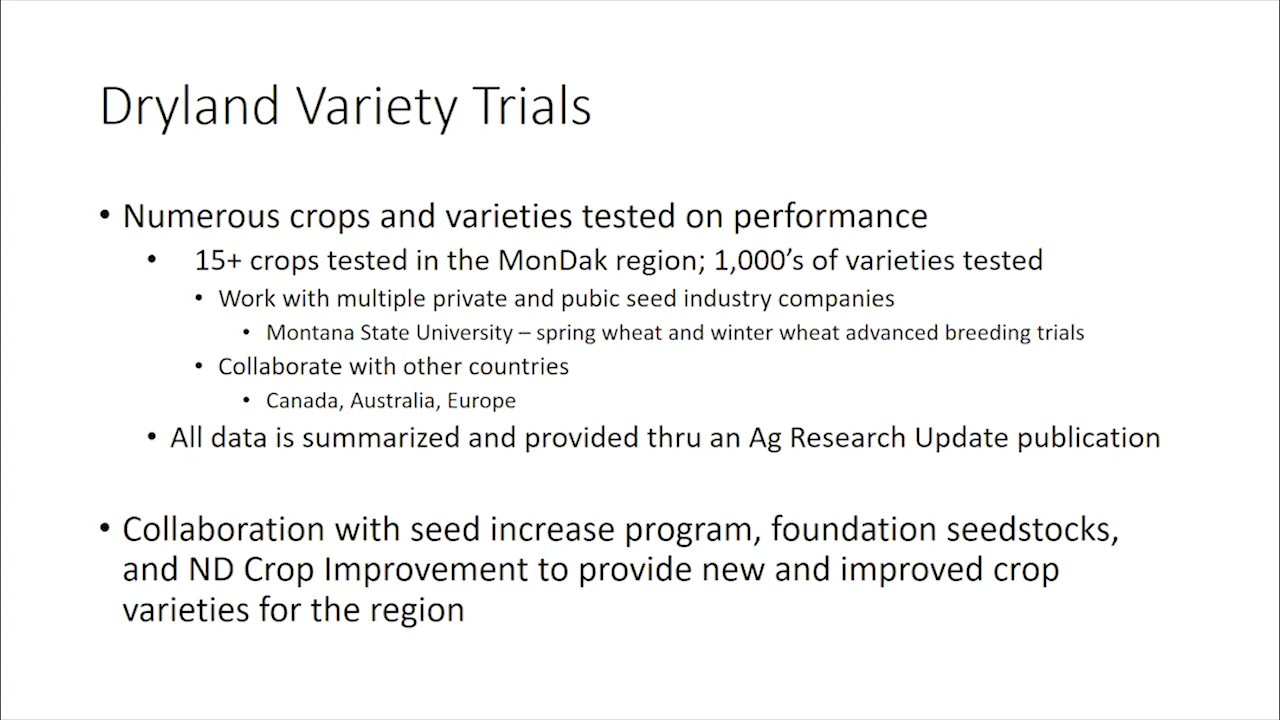 Dryland Variety Trials
• Numerous crops and varieties tested on performance
• 15+ crops tested in the MonDak region; 1,000’s of varieties tested
• Work with multiple private and pubic seed industry companies
• Montana State University – spring wheat and winter wheat advanced breeding trials
• Collaborate with other countries
• Canada, Australia, Europe
• All data is summarized and provided thru an Ag Research Update publication
• Collaboration with seed increase program, foundation seedstocks,
and ND Crop Improvement to provide new and improved crop
varieties for the region